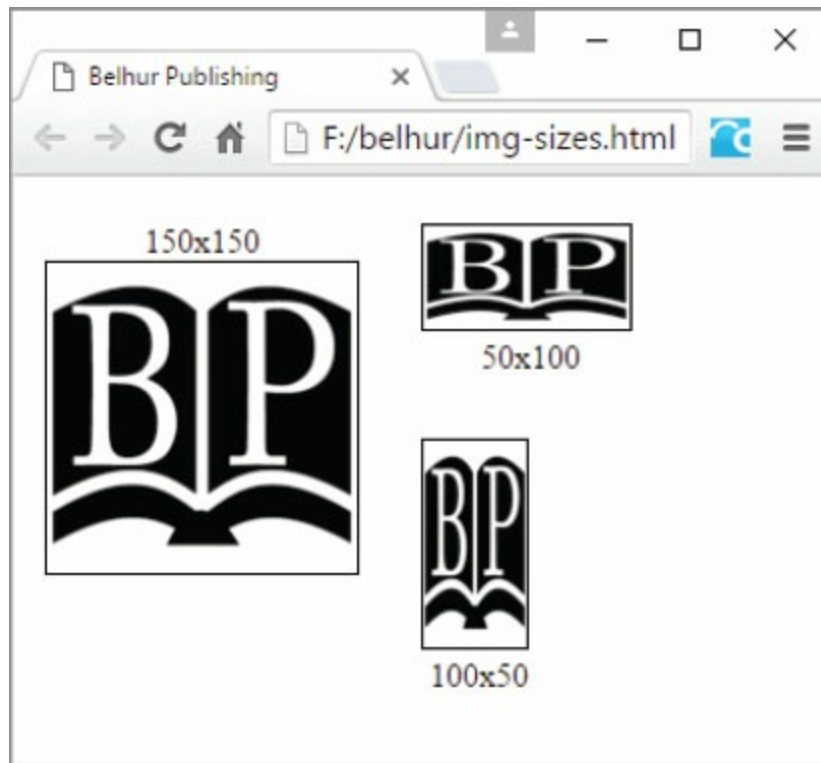 Belhur Publishing
F:/belhur/img-sizes.html
150x150
BP
BP
50x100
BP
100x50